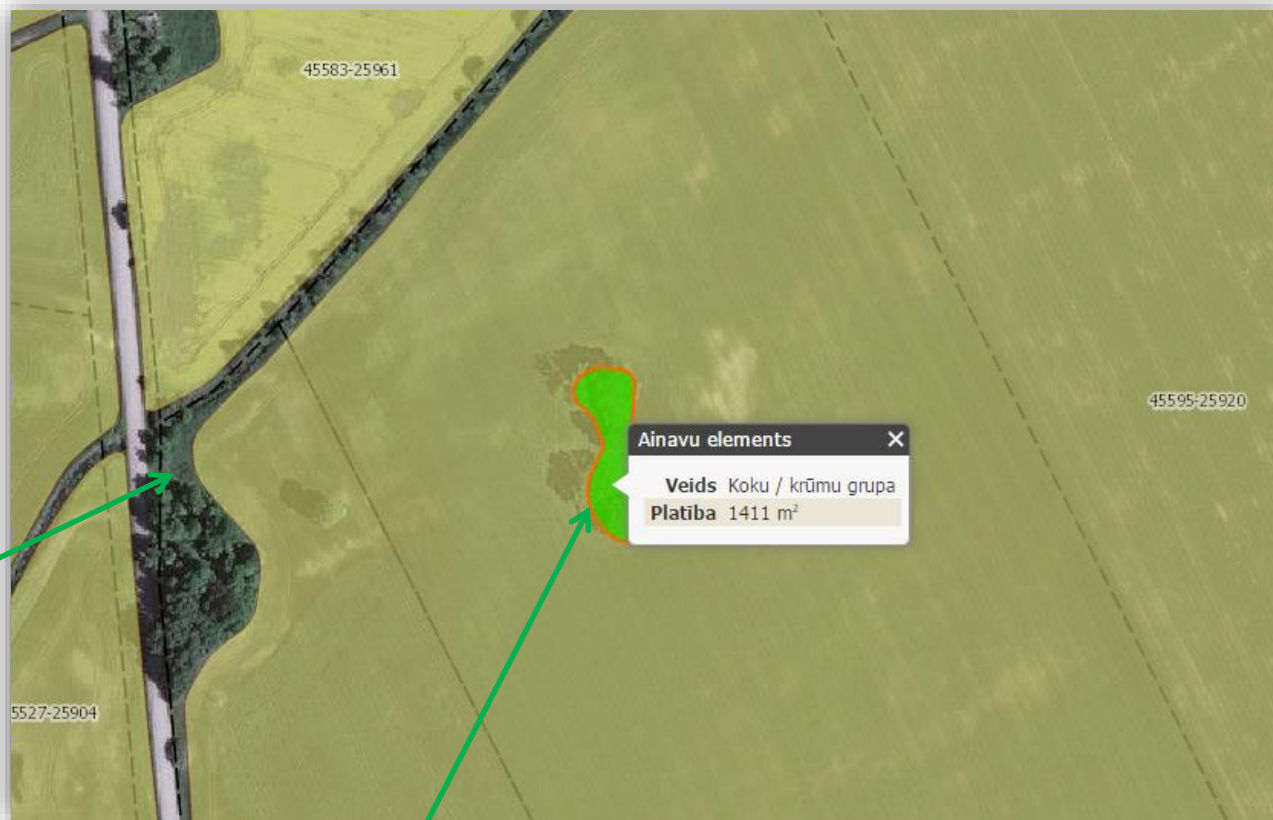 45583-25961
45595-25920
Ainavu elements
Veids Koku / krūmu grupa
Platība 1411 m²
5527-25904